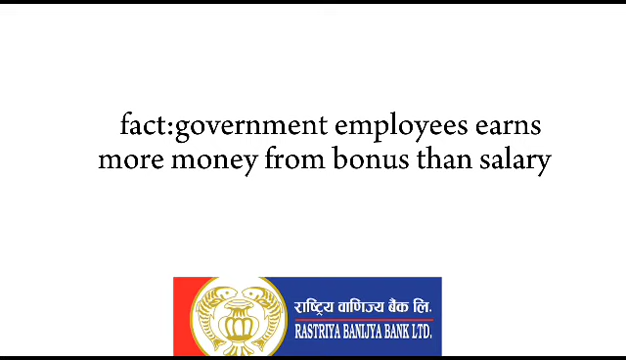 fact:government employees earns
more money from bonus than salary
राष्ट्रिय वाणिज्य बैंक लि.
RASTRIYA BANIJYA BANK LTD.